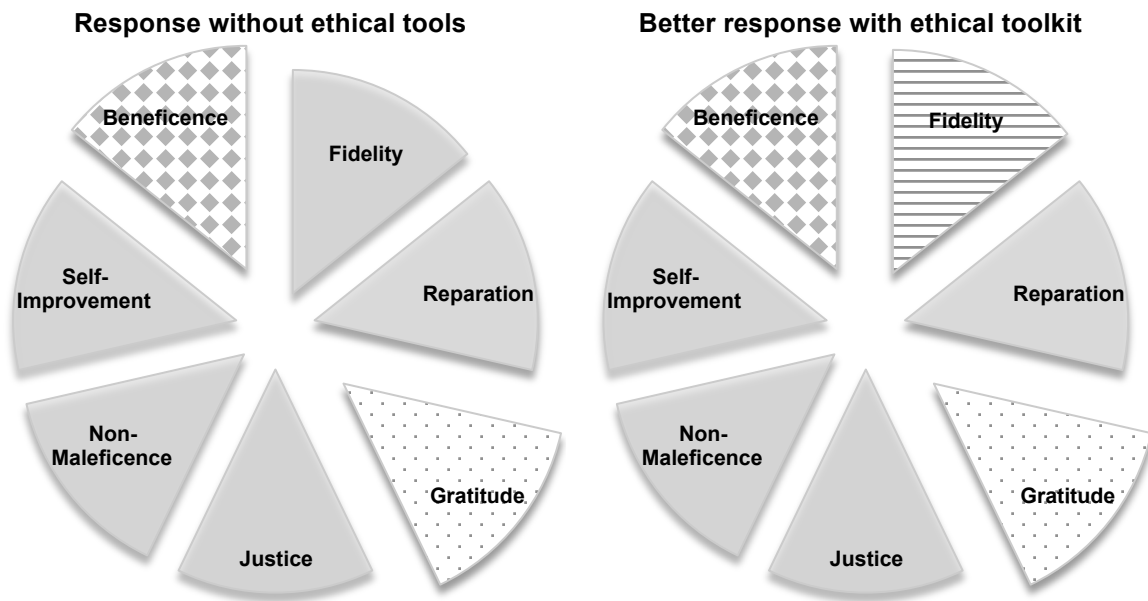 Response without ethical tools
Beneficence
Fidelity
Self-
Improvement
Reparation
Non-
Maleficence
Gratitude
Justice
Better response with ethical toolkit
Beneficence
Fidelity
Self-
Improvement
Reparation
Non-
Maleficence
Gratitude
Justice